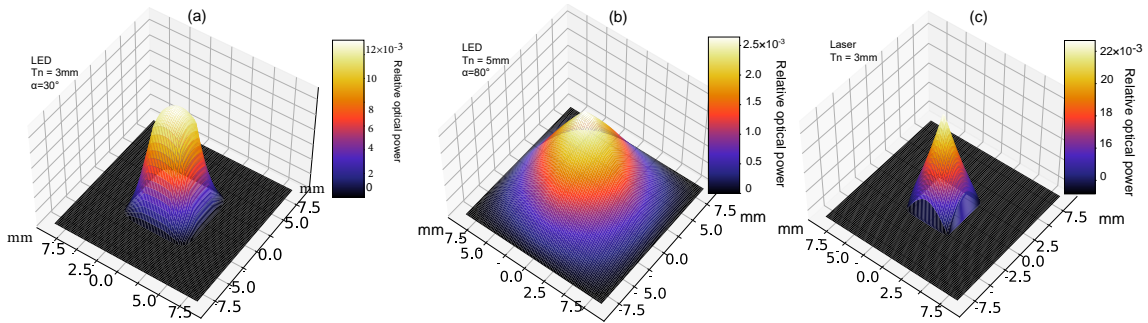 (a)
LED
Tn = 3mm
α=30°
12×10⁻³
10
8
6
4
2
0
Relative optical power
mm
7.5
2.5
0.0
5.0
7.5
mm
7.5
5.0
0.0
-5.0
-7.5
(b)
LED
Tn = 5mm
α=80°
2.5×10⁻³
2.0
1.5
1.0
0.5
0
Relative optical power
mm
7.5
5.0
-
0.0
-
5.0
-
7.5
mm
5.0
0.0
-
5.0
-
-7.5
(c)
Laser
Tn = 3mm
22×10⁻³
20
18
16
0
Relative optical power
mm
7.5
5.0
2.5
0.0
-
2.5
-
7.5
mm
7.5
2.5
0.0
-2.5
-
-7.5